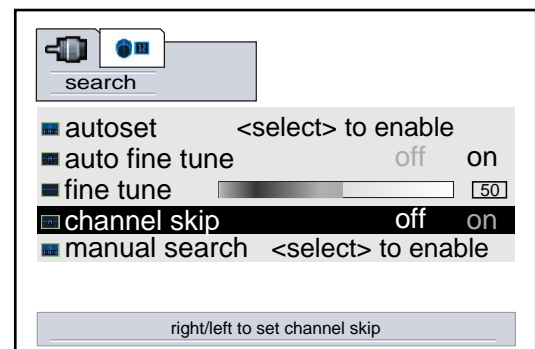 search
autoset <select> to enable
auto fine tune off on
fine tune 50
channel skip off on
manual search <select> to enable
right/left to set channel skip